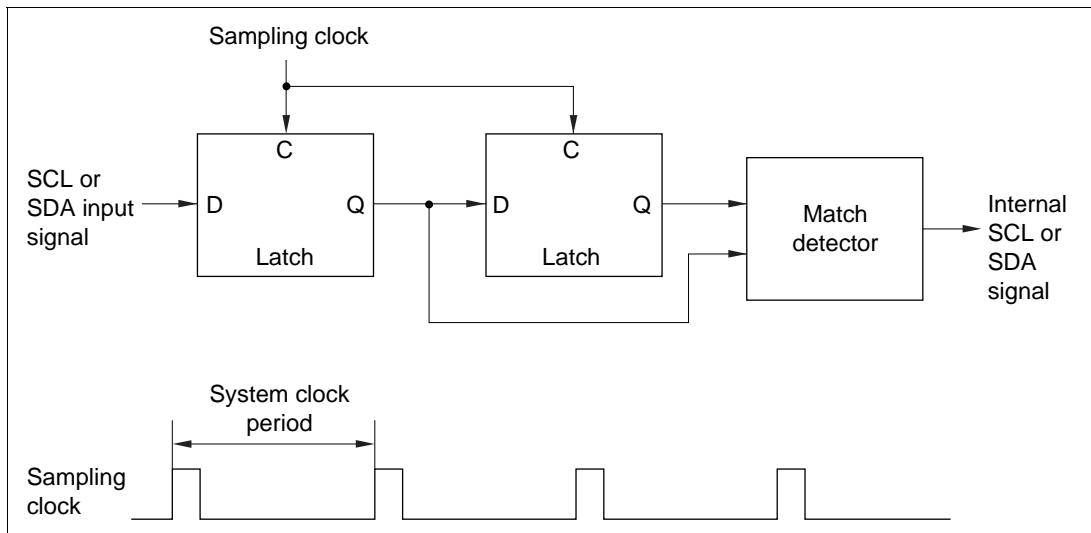 Sampling clock
SCL or
SDA input
signal
D
C
Q
Latch
D
C
Q
Latch
Match
detector
Internal
SCL or
SDA
signal
System clock
period
Sampling
clock